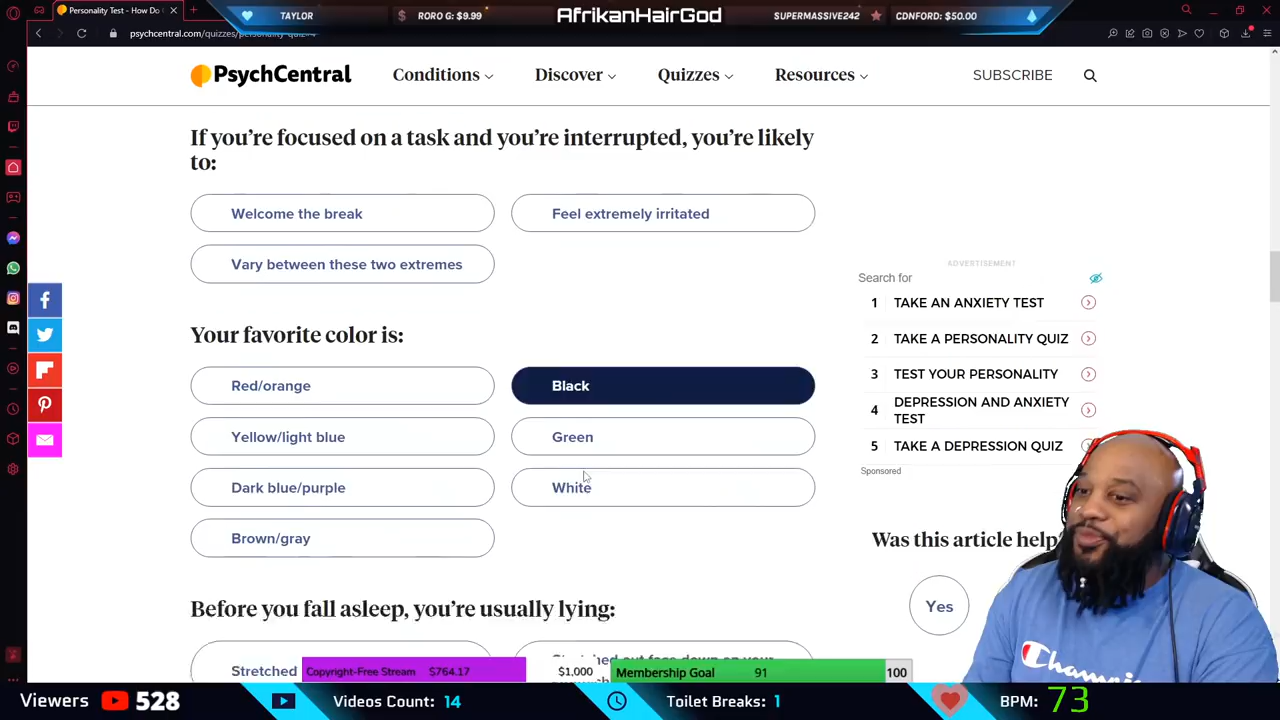 TAYLOR
RORO G: $9.99
AfrikanHairGod
SUPERMASSIVE242
CDNFORD: $50.00
Personality Test - How Do
psychcentral.com/quizzes/personality-quiz#4
PsychCentral
Conditions
Discover
Quizzes
Resources
SUBSCRIBE
If you're focused on a task and you're interrupted, you're likely
to:
Welcome the break
Feel extremely irritated
Vary between these two extremes
Your favorite color is:
Red/orange
Black
Yellow/light blue
Green
Dark blue/purple
White
Brown/gray
Before you fall asleep, you're usually lying:
Stretched
ADVERTISEMENT
Search for
1 TAKE AN ANXIETY TEST
2 TAKE A PERSONALITY QUIZ
3 TEST YOUR PERSONALITY
4 DEPRESSION AND ANXIETY
TEST
5 TAKE A DEPRESSION QUIZ
Sponsored
Was this article help
Yes
Champion
Copyright-Free Stream $764.17
$1,000
Membership Goal 91
100
Viewers 528
Videos Count: 14
Toilet Breaks: 1
BPM: 73